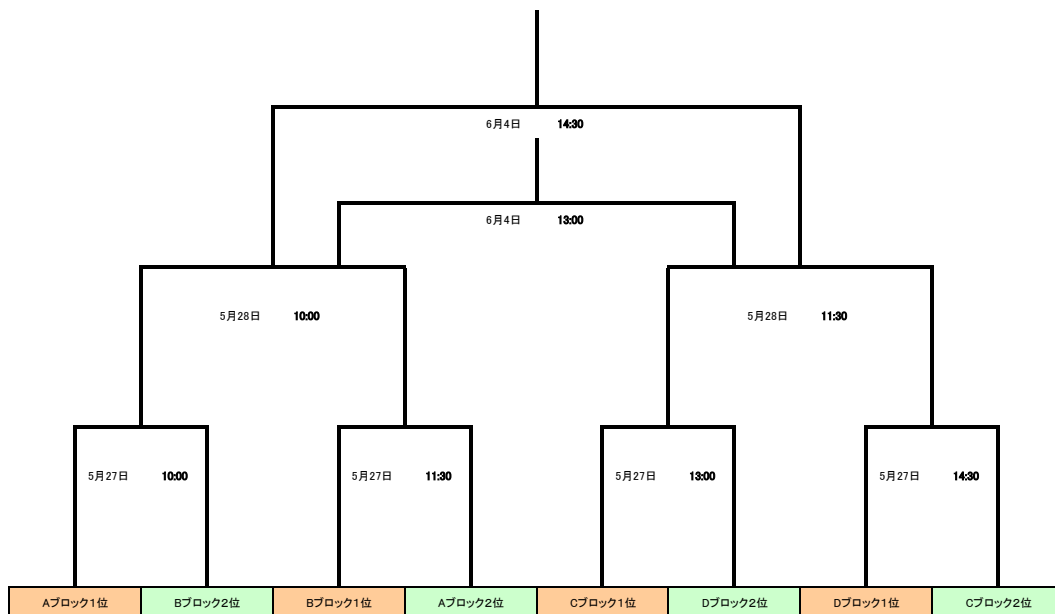 6月4日 14:30
6月4日 13:00
5月28日 10:00 5月28日 11:30
5月27日 10:00 5月27日 11:30 5月27日 13:00 5月27日 14:30
Aブロック1位 Bブロック2位 Bブロック1位 Aブロック2位 Cブロック1位 Dブロック2位 Dブロック1位 Cブロック2位